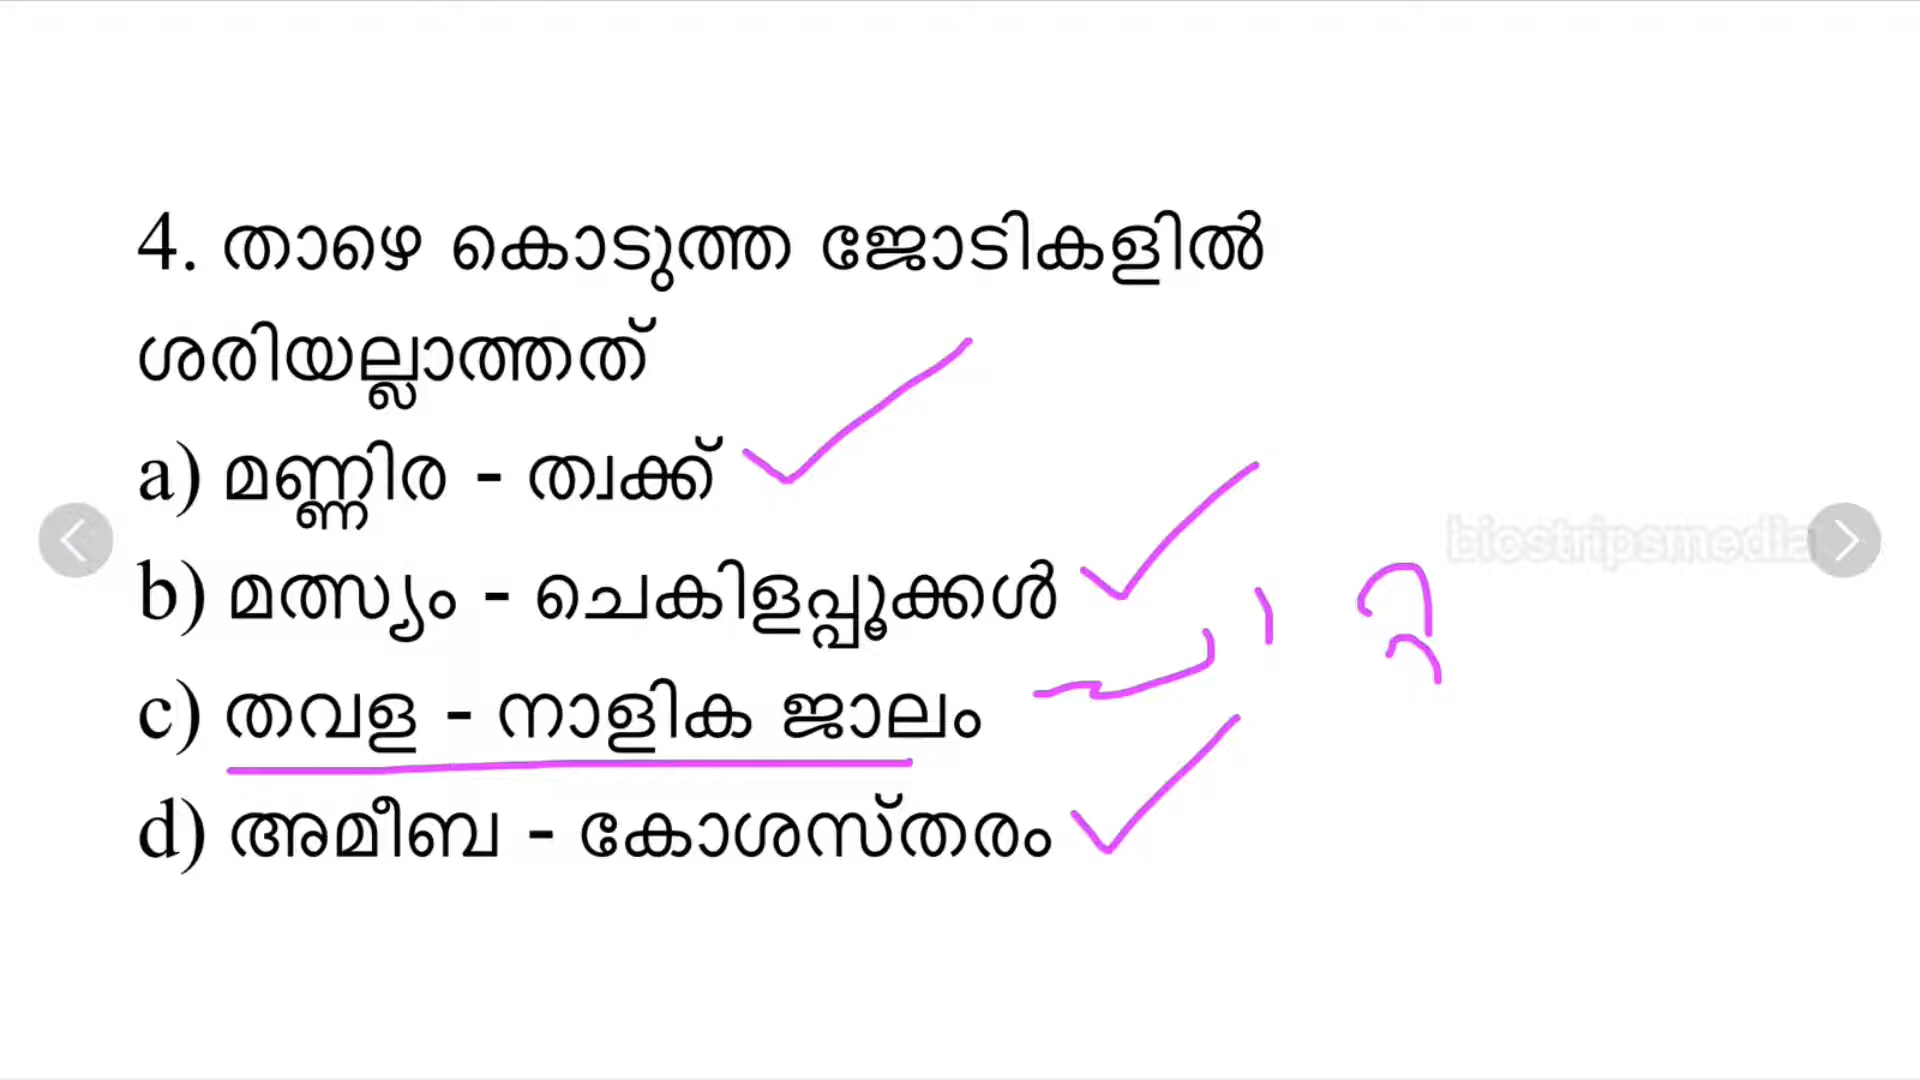 4. താഴെ കൊടുത്ത ജോടികളിൽ
ശരിയല്ലാത്തത്
a) മണ്ണിര - ത്വക്ക്
b) മത്സ്യം - ചെകിളപ്പൂക്കൾ
c) തവള - നാളിക ജാലം
d) അമീബ - കോശസ്തരം
biostripsmedia